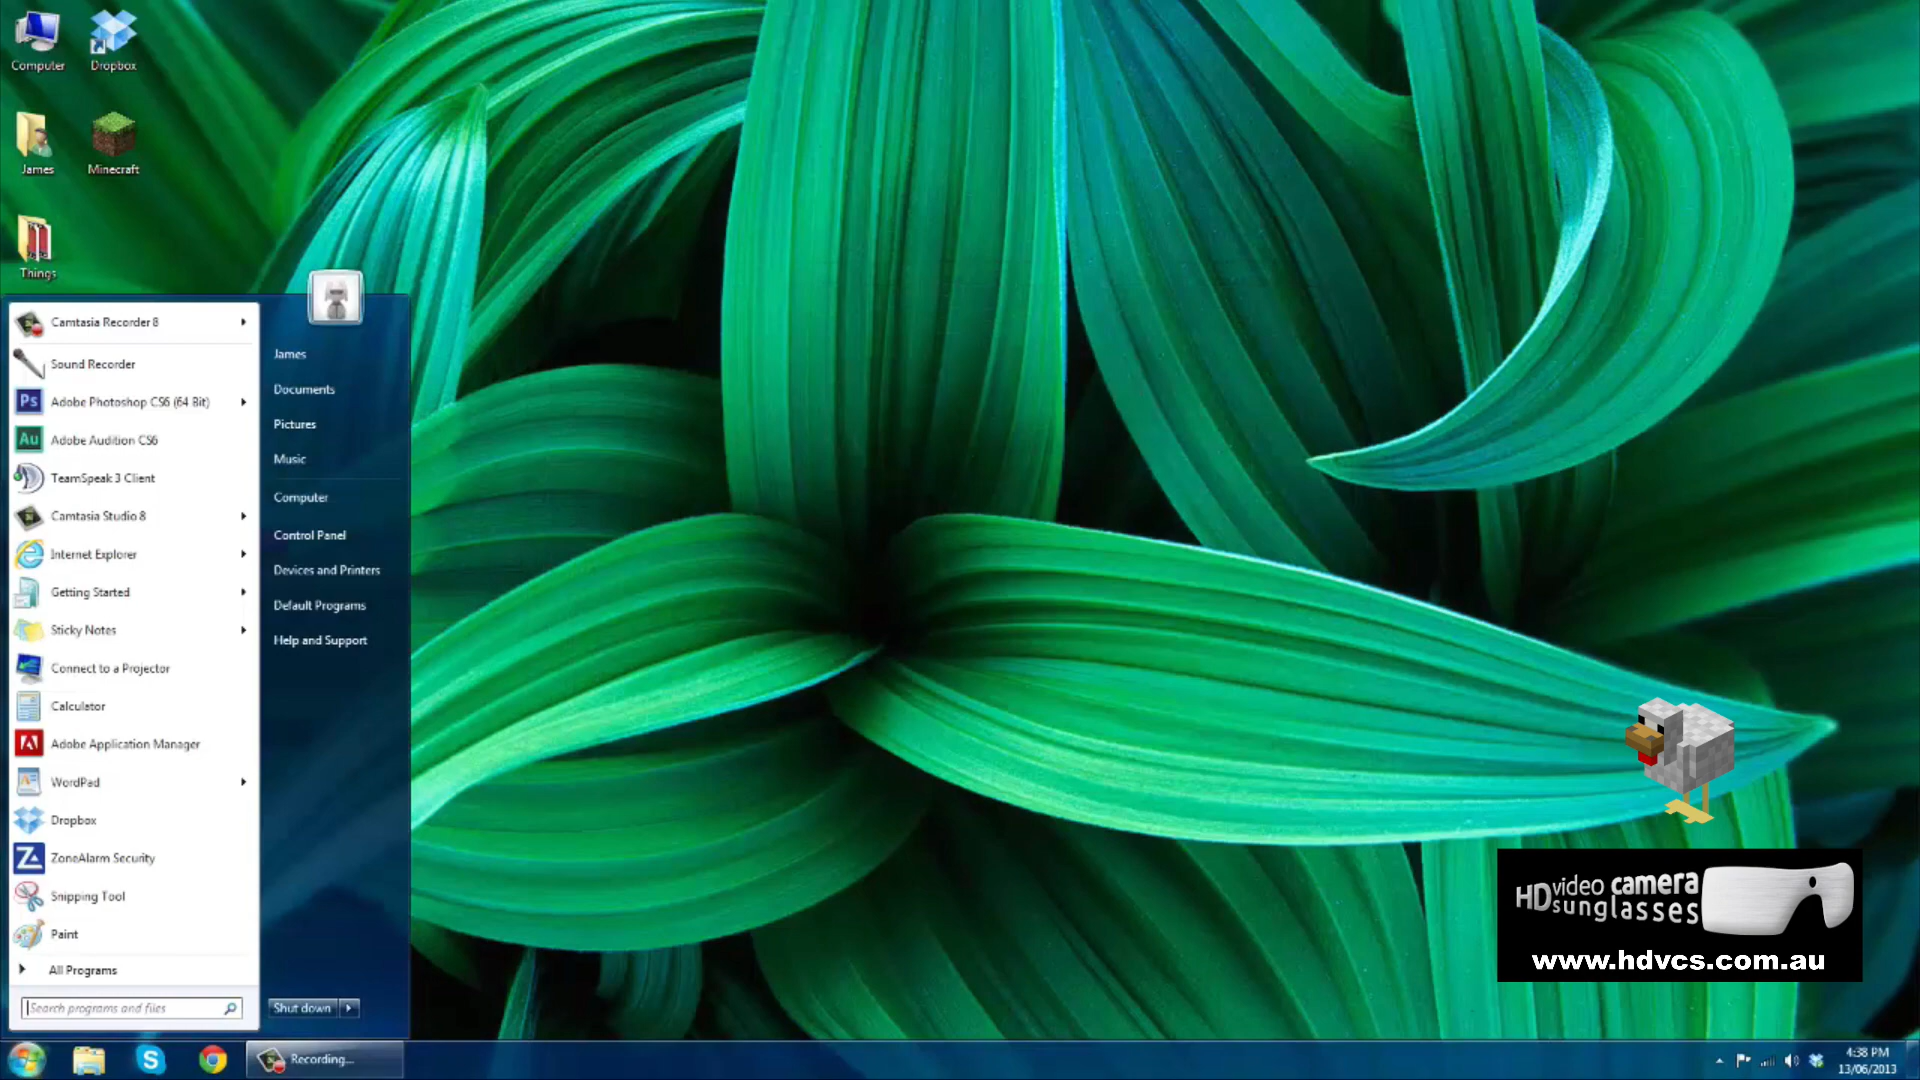 Computer
Dropbox
James
Minecraft
Things
Camtasia Recorder 8
Sound Recorder
Ps
Adobe Photoshop CS6 (64 Bit)
Au
Adobe Audition CS6
TeamSpeak 3 Client
Camtasia Studio 8
Internet Explorer
Getting Started
Sticky Notes
Connect to a Projector
Calculator
Adobe Application Manager
WordPad
Dropbox
ZoneAlarm Security
Snipping Tool
Paint
All Programs
Search programs and files
James
Documents
Pictures
Music
Computer
Control Panel
Devices and Printers
Default Programs
Help and Support
Shut down
HD video camera
sunglasses
www.hdvcs.com.au
Recording...
4:38 PM
13/06/2013